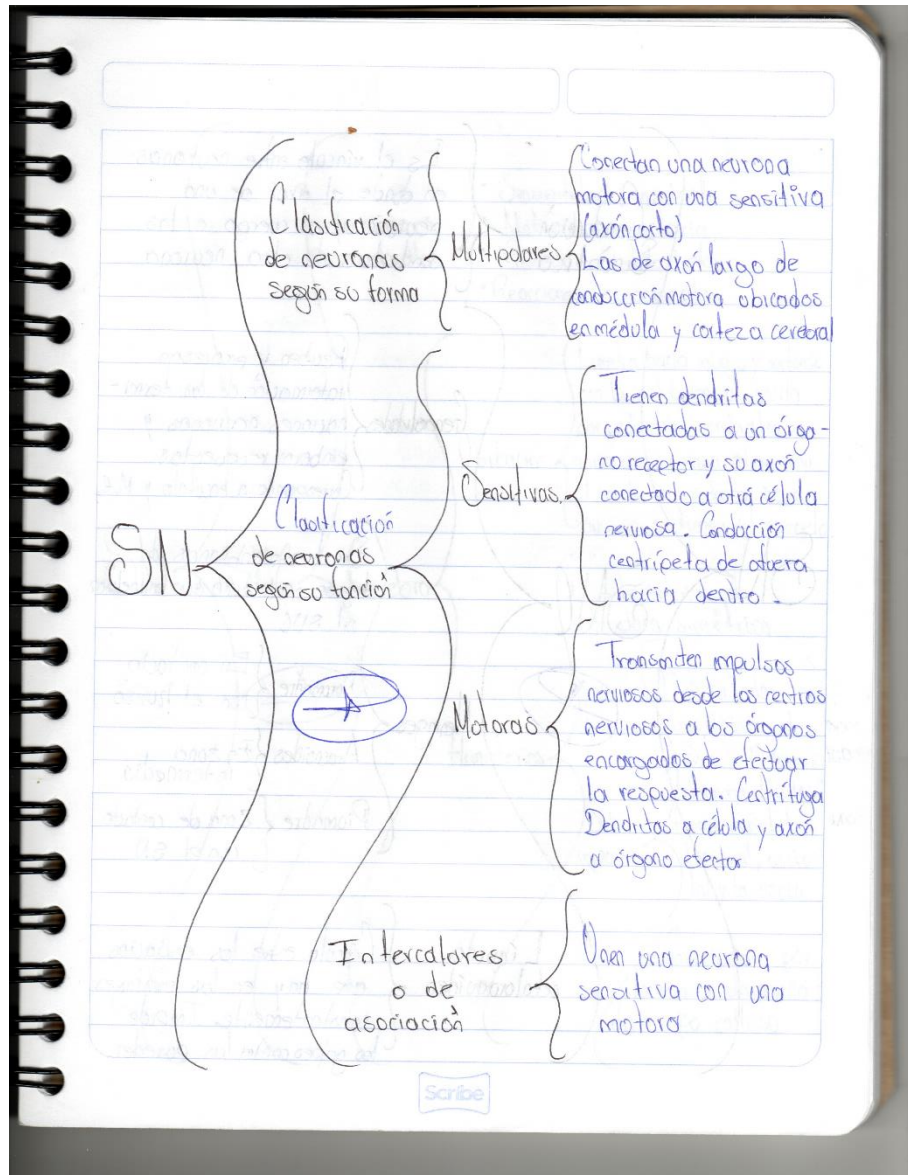 SN
Clasificación
de neuronas
según su forma
Multipolares
Conectan una neurona
motora con una sensitiva
(axón corto)
Las de axón largo de
conducción motora ubicados
en médula y corteza cerebral
Clasificación
de neuronas
según su función
Sensitivas.
Tienen dendritas
conectadas a un órga-
no receptor y su axón
conectado a otra célula
nerviosa. Conducción
centrípeta de afuera
hacia dentro.
Motoras
Transmiten impulsos
nerviosos desde los centros
nerviosos a los órganos
encargados de efectuar
la respuesta. Centrífuga
Dendritas a célula y axón
a órgano efector
Intercalores
o de
asociación
Unen una neurona
sensitiva con una
motora
Scribe